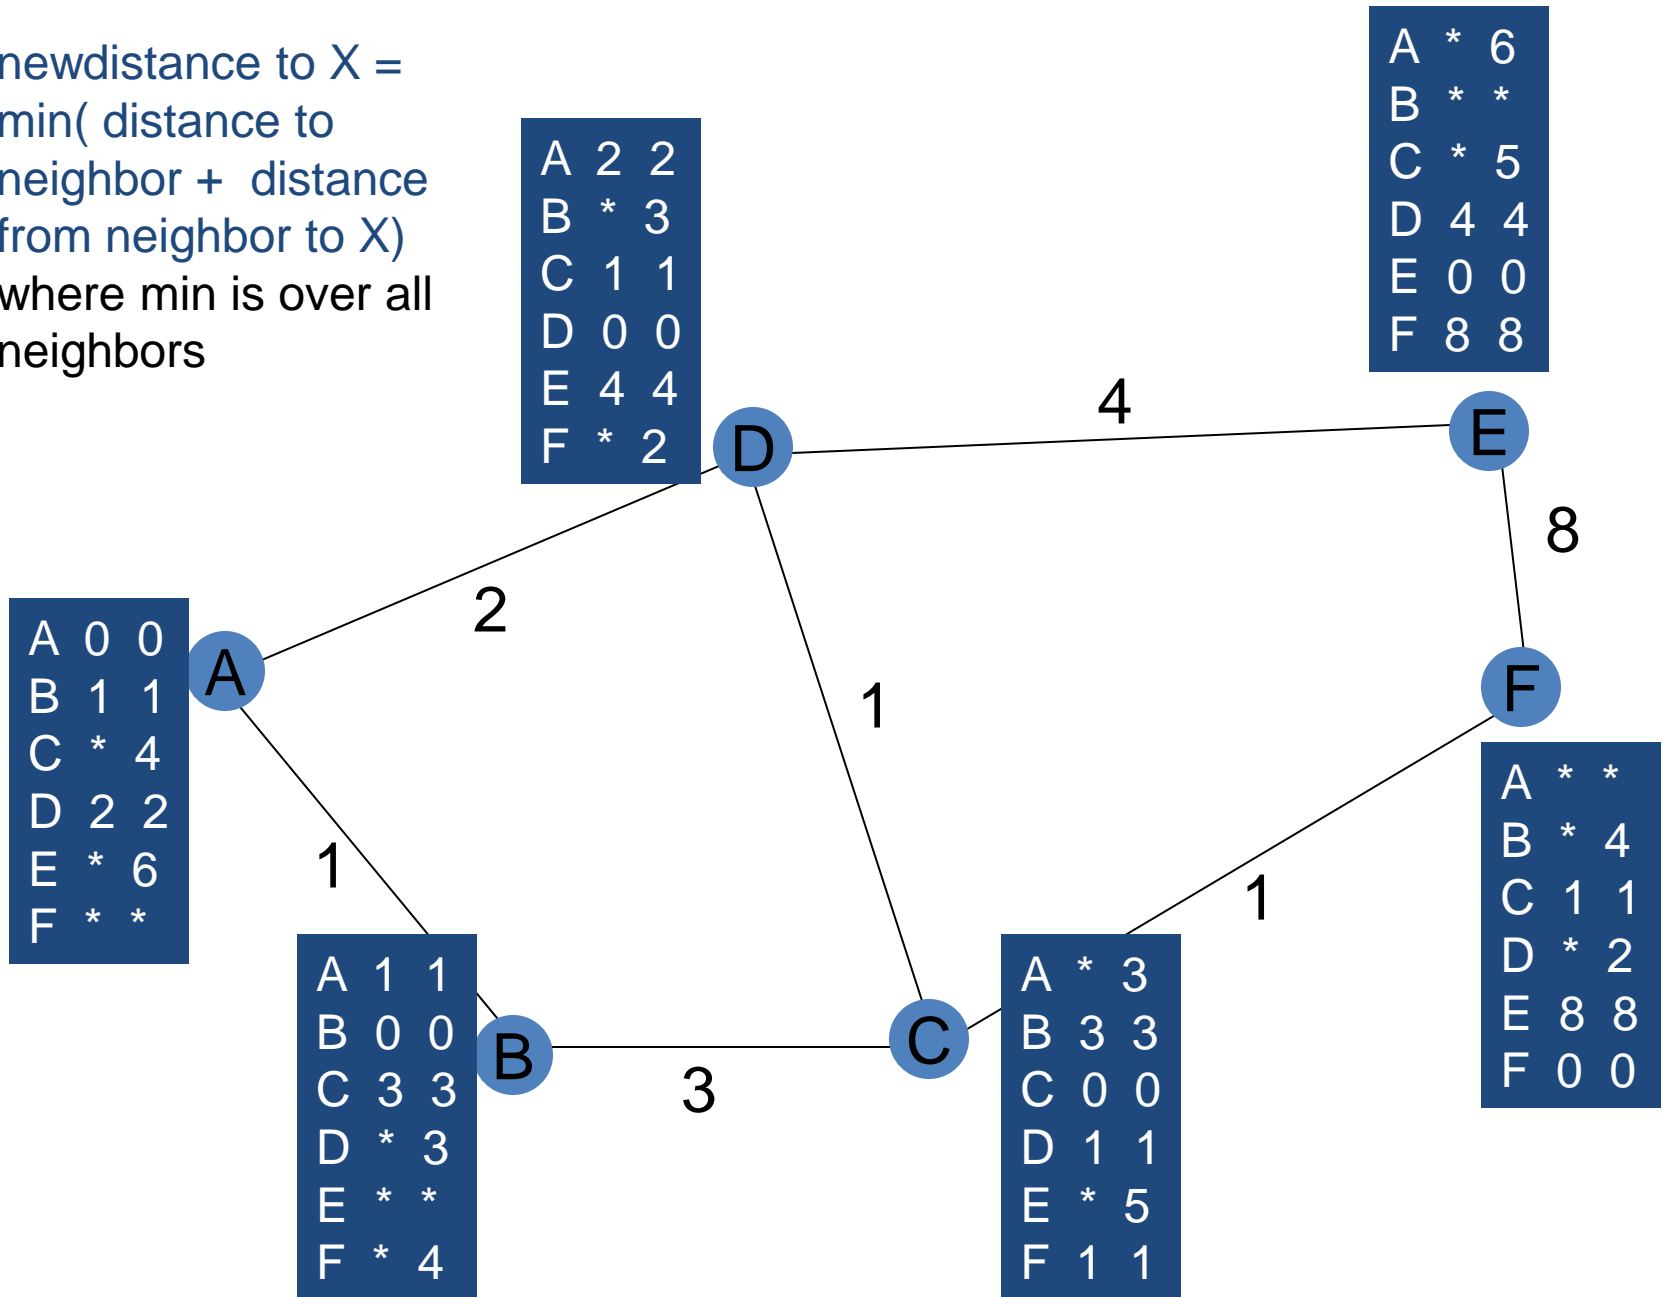 newdistance to X =
min( distance to
neighbor + distance
from neighbor to X)
where min is over all
neighbors
A 2 2
B * 3
C 1 1
D 0 0
E 4 4
F * 2
A * 6
B * *
C * 5
D 4 4
E 0 0
F 8 8
D
4
E
8
2
A 0 0
B 1 1
C * 4
D 2 2
E * 6
F * *
A
1
F
1
1
A * *
B * 4
C 1 1
D * 2
E 8 8
F 0 0
A 1 1
B 0 0
C 3 3
D * 3
E * *
F * 4
B
3
C
A * 3
B 3 3
C 0 0
D 1 1
E * 5
F 1 1